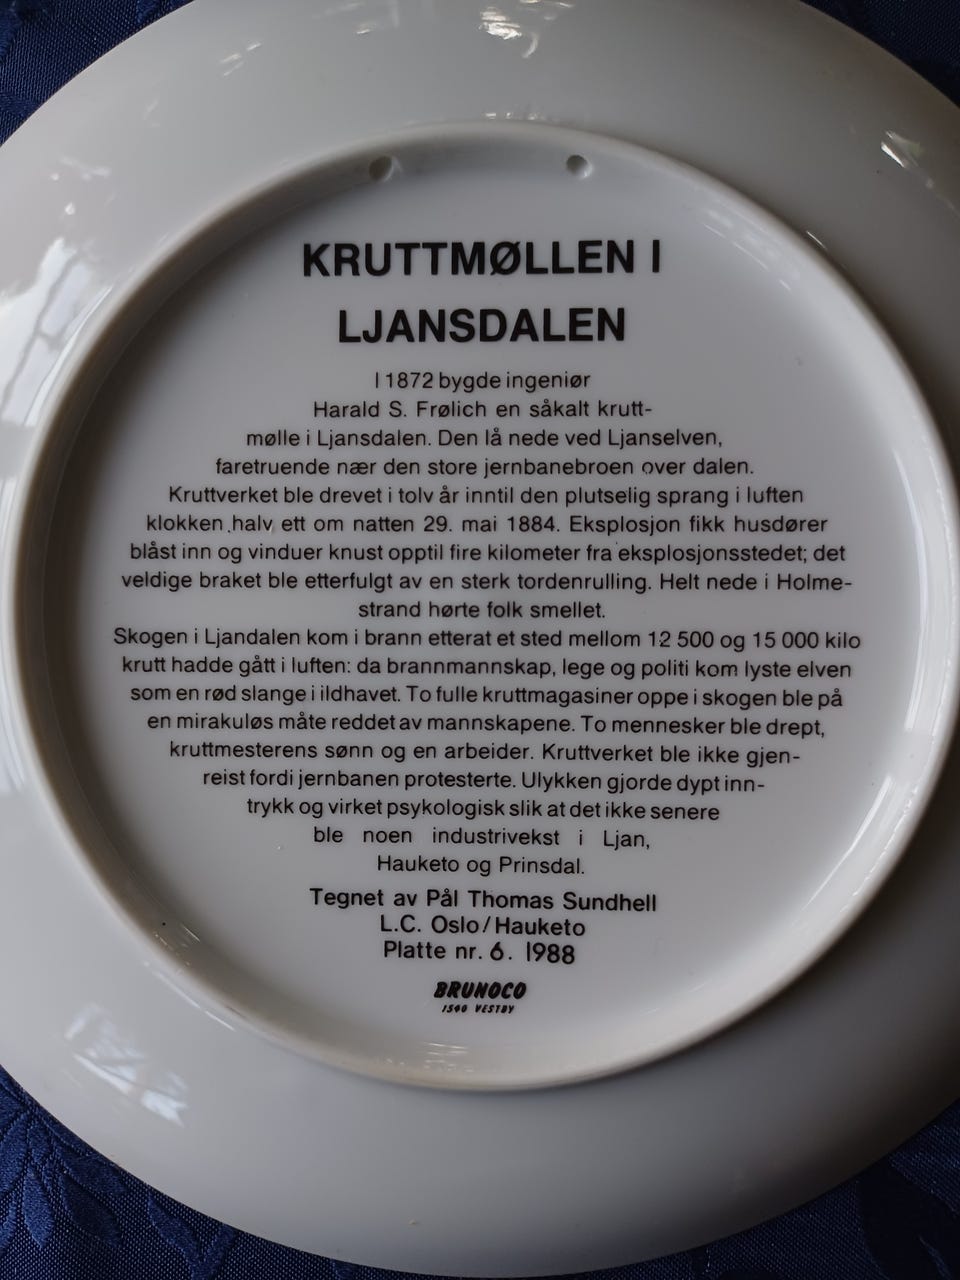 KRUTTMØLLEN I
LJANSDALEN
I 1872 bygde ingeniør
Harald S. Frølich en såkalt krutt-
mølle i Ljansdalen. Den lå nede ved Ljanselven,
faretruende nær den store jernbanebroen over dalen.
Kruttverket ble drevet i tolv år inntil den plutselig sprang i luften
klokken halv ett om natten 29. mai 1884. Eksplosjon fikk husdører
blåst inn og vinduer knust opptil fire kilometer fra eksplosjonsstedet; det
veldige braket ble etterfulgt av en sterk tordenrulling. Helt nede i Holme-
strand hørte folk smellet.
Skogen i Ljandalen kom i brann etterat et sted mellom 12 500 og 15 000 kilo
krutt hadde gått i luften: da brannmannskap, lege og politi kom lyste elven
som en rød slange i ildhavet. To fulle kruttmagasiner oppe i skogen ble på
en mirakuløs måte reddet av mannskapene. To mennesker ble drept,
kruttmesterens sønn og en arbeider. Kruttverket ble ikke gjen-
reist fordi jernbanen protesterte. Ulykken gjorde dypt inn-
trykk og virket psykologisk slik at det ikke senere
ble noen industrivekst i Ljan,
Hauketo og Prinsdal.
Tegnet av Pål Thomas Sundhell
L.C. Oslo/Hauketo
Platte nr. 6. 1988
BRUNOCO
1540 VESTBY